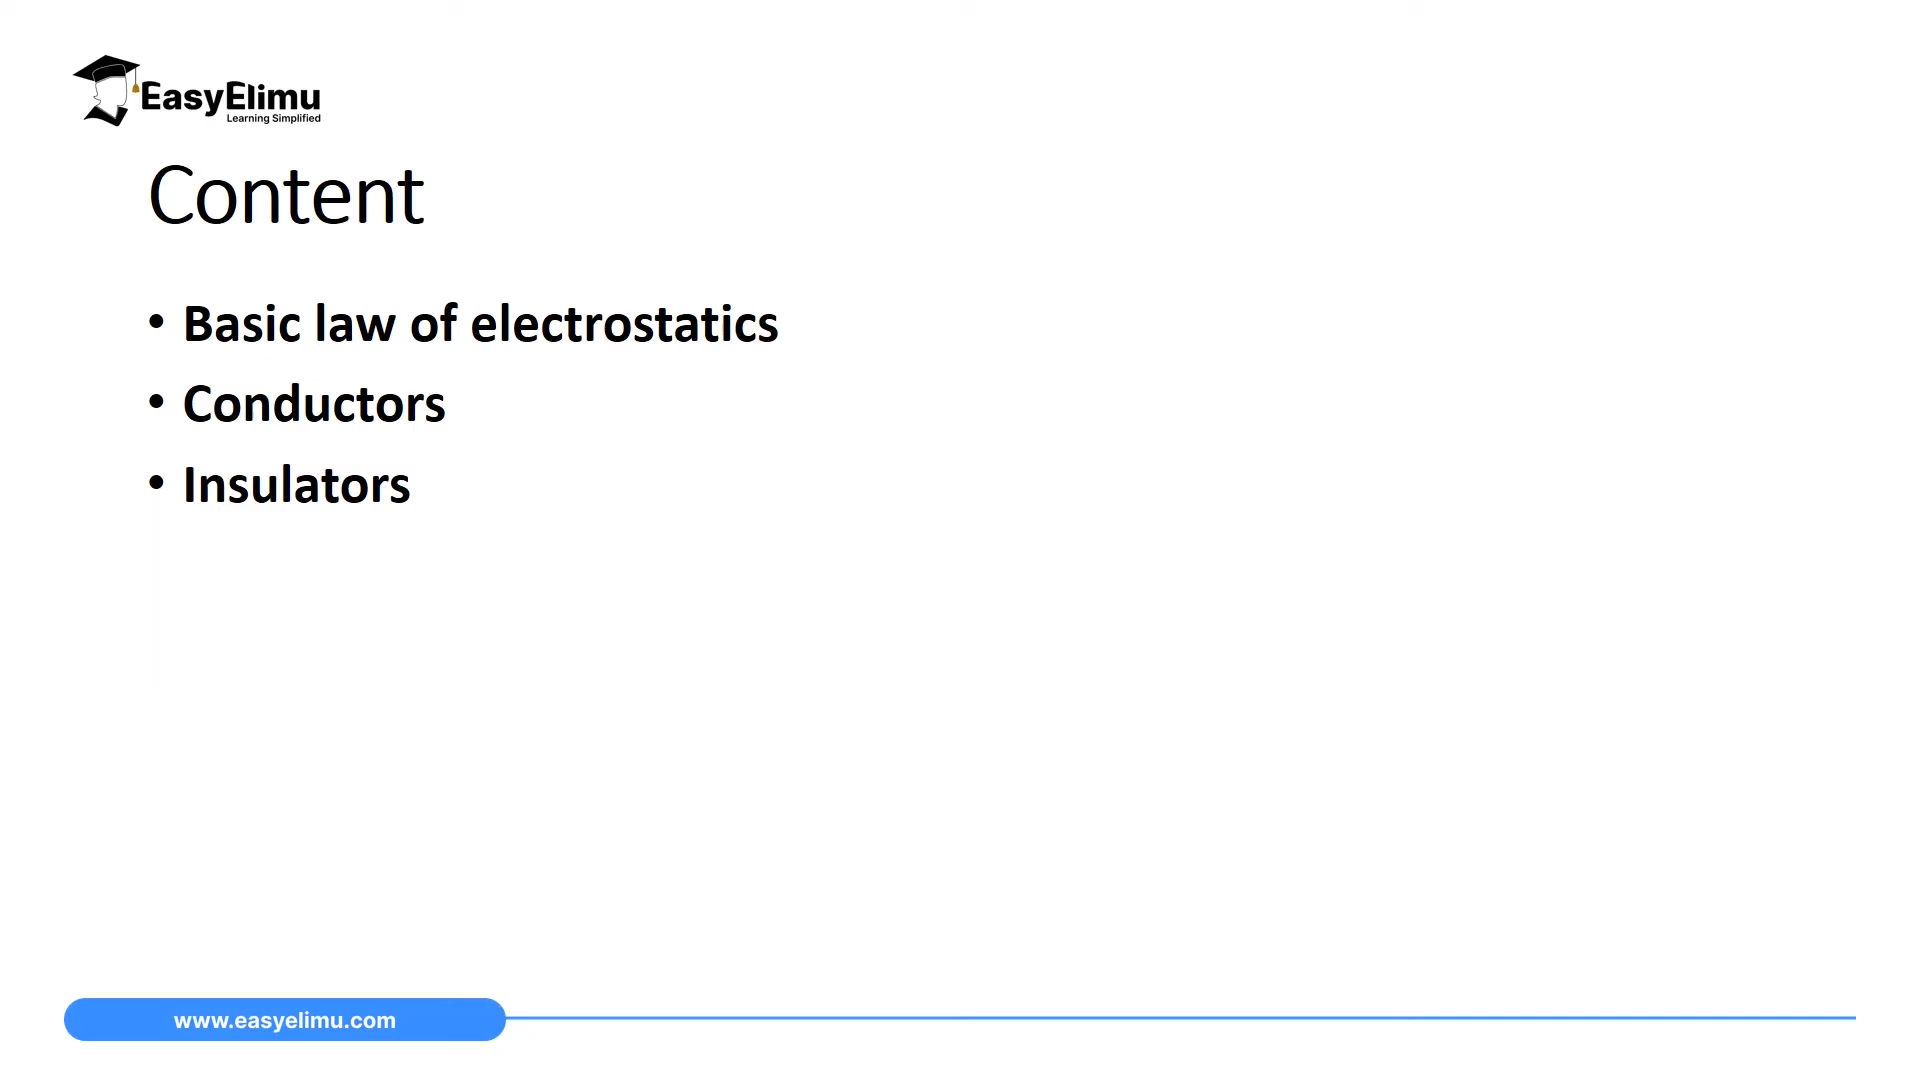 EasyElimu
Learning Simplified
Content
• Basic law of electrostatics
• Conductors
• Insulators
www.easyelimu.com